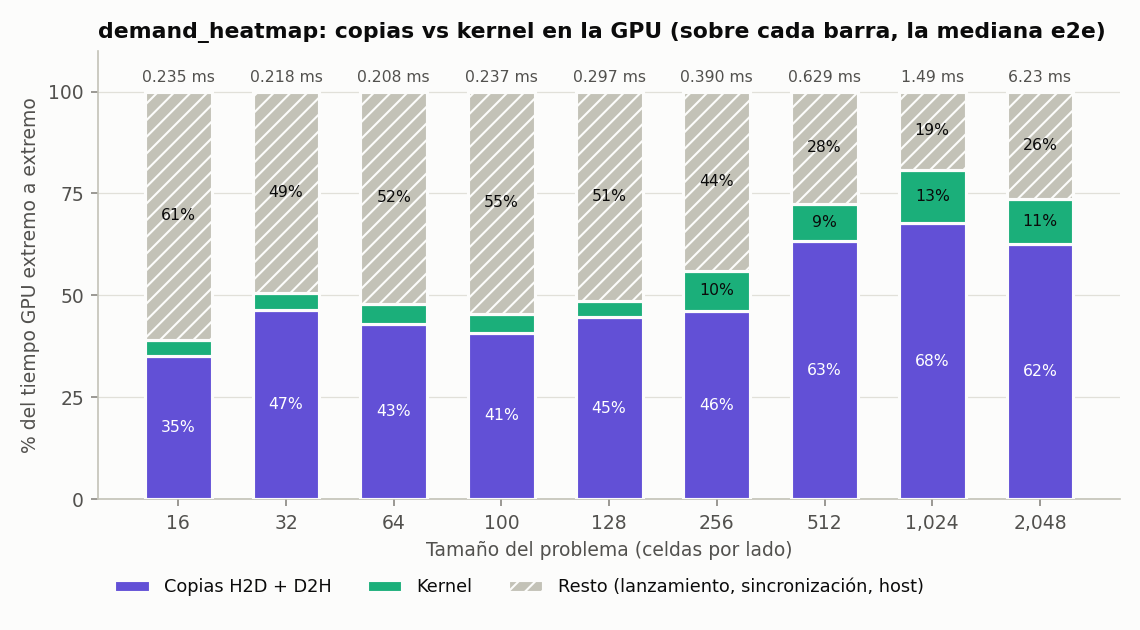 demand_heatmap: copias vs kernel en la GPU (sobre cada barra, la mediana e2e)
0.235 ms 0.218 ms 0.208 ms 0.237 ms 0.297 ms 0.390 ms 0.629 ms 1.49 ms 6.23 ms
% del tiempo GPU extremo a extremo
100
75
50
25
0
61% 49% 52% 55% 51% 44% 28% 19% 26%
10% 9% 13% 11%
35% 47% 43% 41% 45% 46% 63% 68% 62%
16 32 64 100 128 256 512 1,024 2,048
Tamaño del problema (celdas por lado)
Copias H2D + D2H Kernel Resto (lanzamiento, sincronización, host)